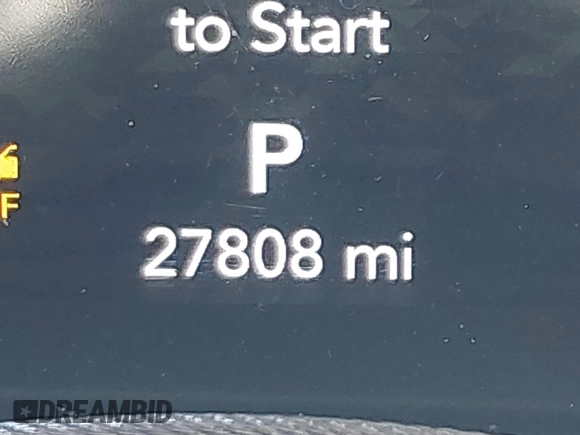 to Start
P
F
27808 mi
DREAMBID